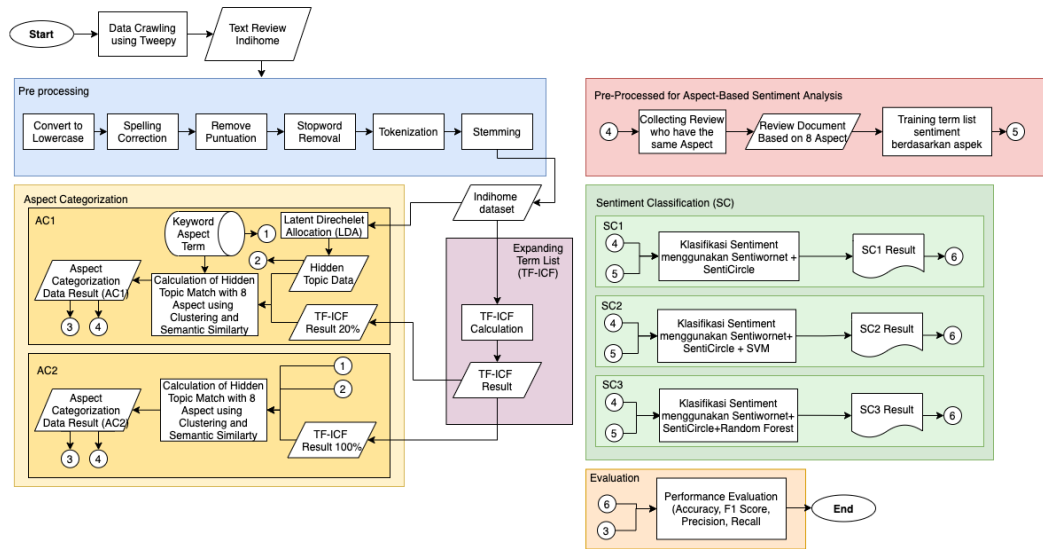 Start
Data Crawling
using Tweepy
Text Review
Indihome
Pre processing
Convert to
Lowercase
Spelling
Correction
Remove
Puntuation
Stopword
Removal
Tokenization
Stemming
Pre-Processed for Aspect-Based Sentiment Analysis
4
Collecting Review
who have the
same Aspect
Review Document
Based on 8 Aspect
Training term list
sentiment
berdasarkan aspek
5
Aspect Categorization
AC1
Keyword
Aspect
Term
1
Latent Direchelet
Allocation (LDA)
2
Hidden
Topic Data
Aspect
Categorization
Data Result (AC1)
Calculation of Hidden
Topic Match with 8
Aspect using
Clustering and
Semantic Similarty
TF-ICF
Result 20%
3
4
AC2
1
2
Aspect
Categorization
Data Result (AC2)
Calculation of Hidden
Topic Match with 8
Aspect using
Clustering and
Semantic Similarty
TF-ICF
Result 100%
3
4
Indihome
dataset
Expanding
Term List
(TF-ICF)
TF-ICF
Calculation
TF-ICF
Result
Sentiment Classification (SC)
SC1
4
5
Klasifikasi Sentiment
menggunakan Sentiwornet +
SentiCircle
SC1 Result
6
SC2
4
5
Klasifikasi Sentiment
menggunakan Sentiwornet+
SentiCircle + SVM
SC2 Result
6
SC3
4
5
Klasifikasi Sentiment
menggunakan Sentiwornet+
SentiCircle+Random Forest
SC3 Result
6
Evaluation
6
3
Performance Evaluation
(Accuracy, F1 Score,
Precision, Recall
End